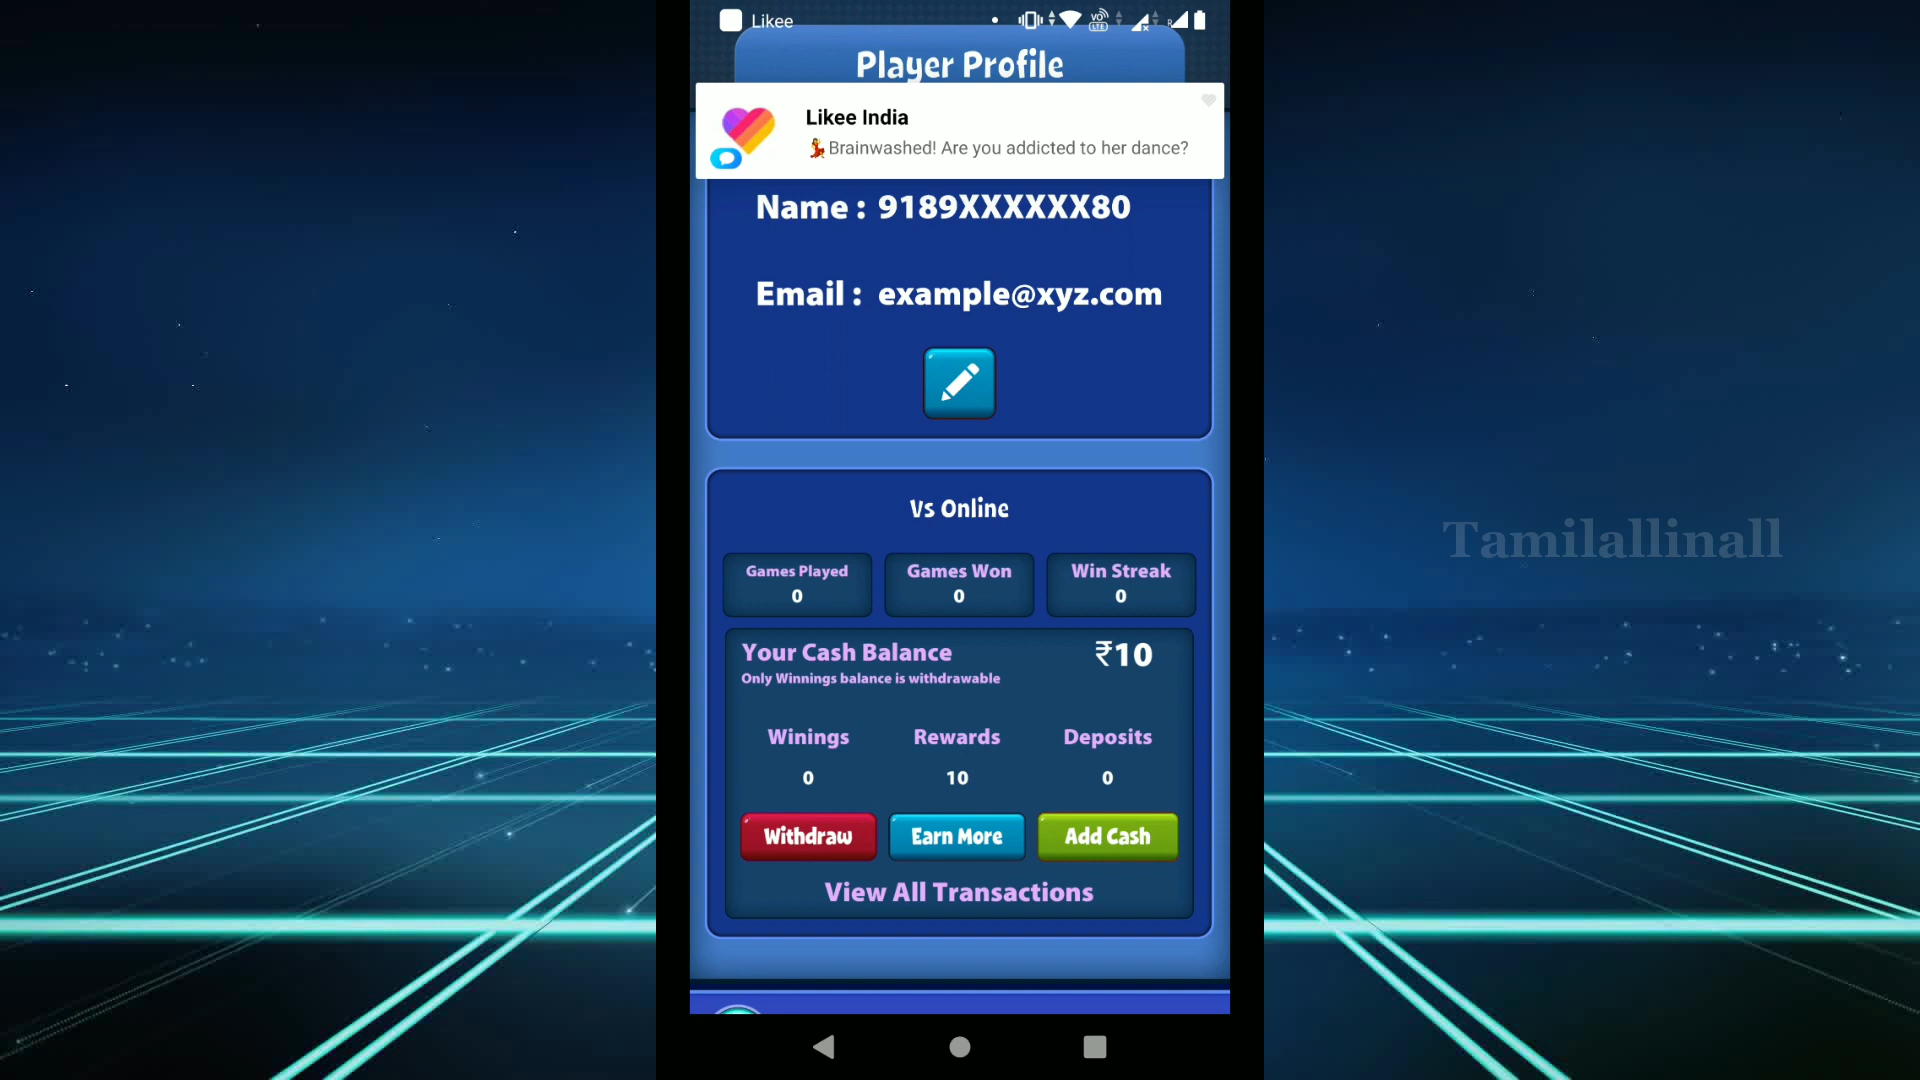 Likee
VO
LTE
R
Player Profile
Likee India
💃Brainwashed! Are you addicted to her dance?
Name : 9189XXXXXX80
Email : example@xyz.com
Vs Online
Games Played
0
Games Won
0
Win Streak
0
Your Cash Balance
₹10
Only Winnings balance is withdrawable
Winings
Rewards
Deposits
0
10
0
Withdraw
Earn More
Add Cash
View All Transactions
Tamilallinall